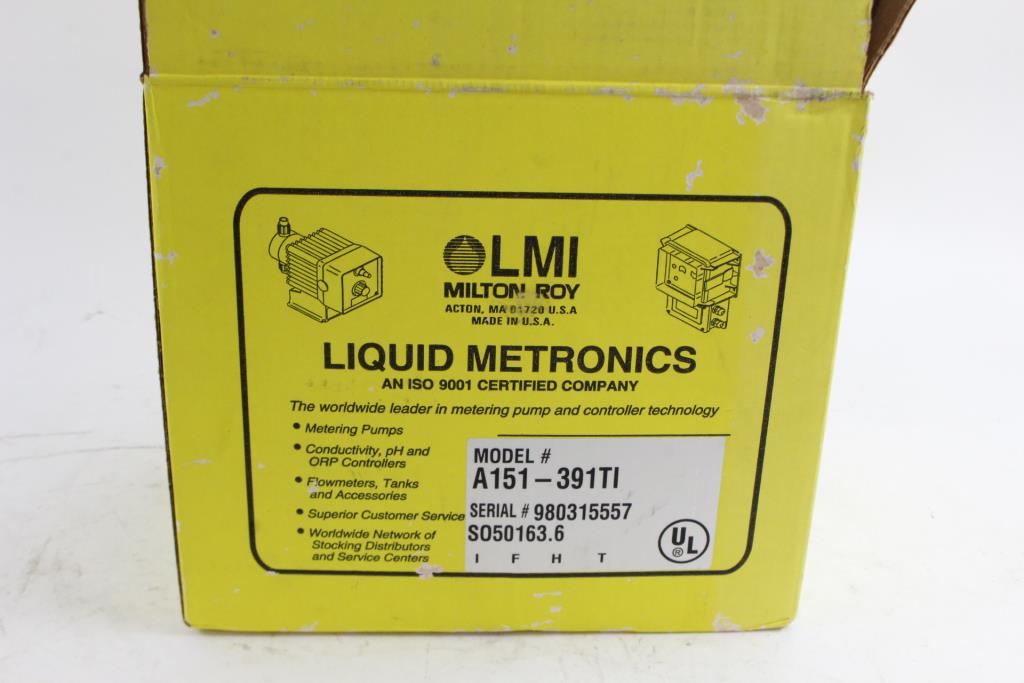 LMI
MILTON ROY
ACTON, MA 01720 U.S.A
MADE IN U.S.A.
LIQUID METRONICS
AN ISO 9001 CERTIFIED COMPANY
The worldwide leader in metering pump and controller technology
• Metering Pumps
• Conductivity, pH and
ORP Controllers
• Flowmeters, Tanks
and Accessories
• Superior Customer Service
• Worldwide Network of
Stocking Distributors
and Service Centers
MODEL #
A151-391TI
SERIAL # 980315557
SO50163.6
I F H T
UL
®